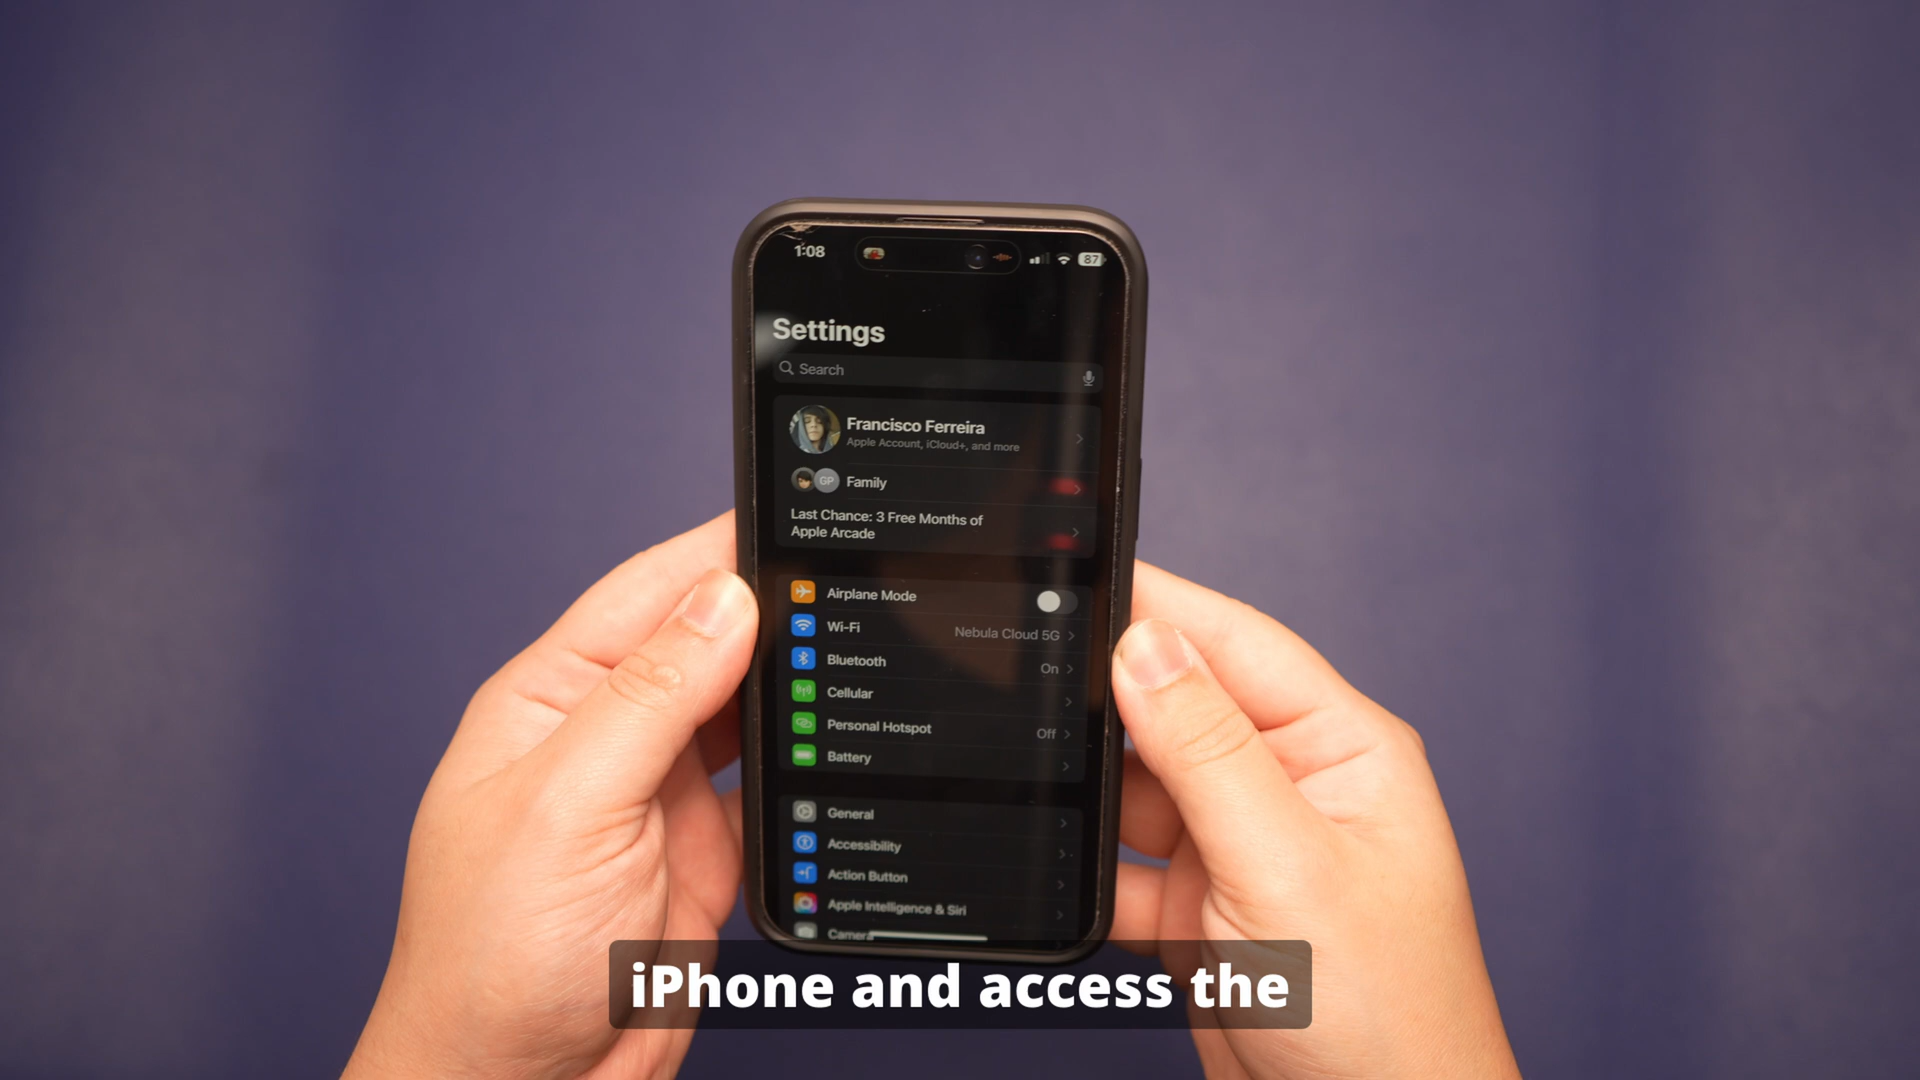 1:08
87
Settings
Search
Francisco Ferreira
Apple Account, iCloud+, and more
GP
Family
Last Chance: 3 Free Months of
Apple Arcade
Airplane Mode
Wi-Fi
Nebula Cloud 5G
Bluetooth
On
Cellular
Personal Hotspot
Off
Battery
General
Accessibility
Action Button
Apple Intelligence & Siri
Camera
iPhone and access the